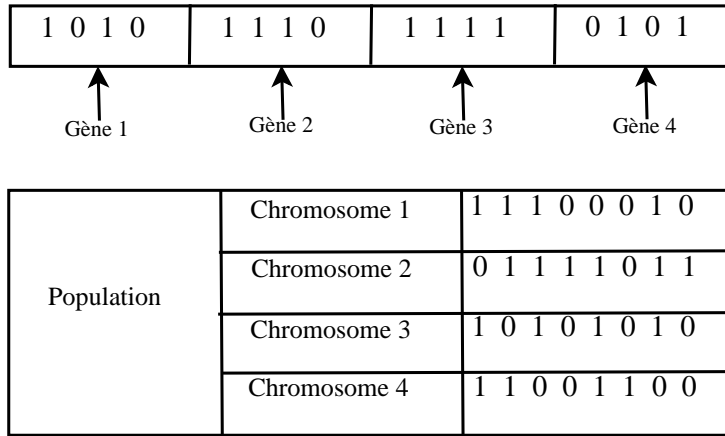 1 0 1 0 1 1 1 0 1 1 1 1 0 1 0 1
Gène 1 Gène 2 Gène 3 Gène 4
Chromosome 1 1 1 1 0 0 0 1 0
Chromosome 2 0 1 1 1 1 0 1 1
Population
Chromosome 3 1 0 1 0 1 0 1 0
Chromosome 4 1 1 0 0 1 1 0 0